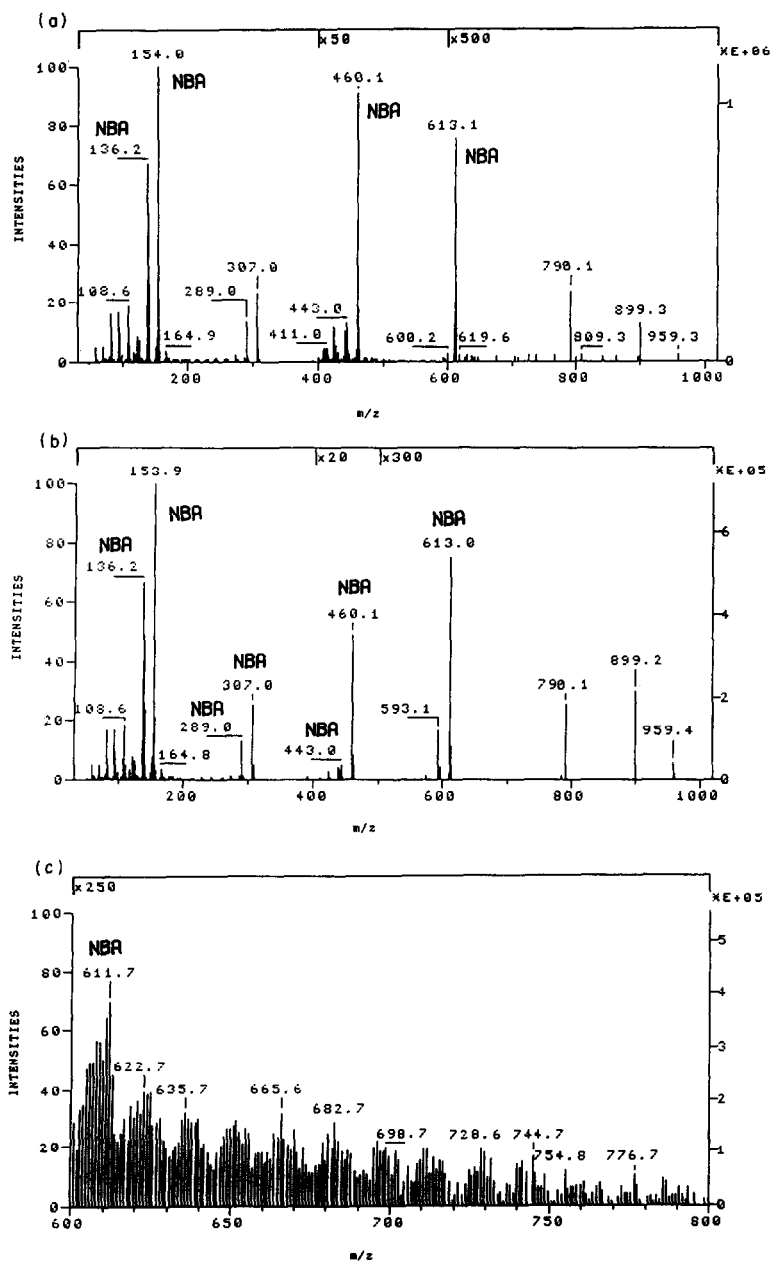 (a)
x50 x500
154.0
NBA
460.1
NBA
613.1
NBA
NBA
136.2
108.6
164.9
289.0
307.0
411.0
443.0
600.2
619.6
790.1
809.3
899.3
959.3
INTENSITIES
100
80
60
40
20
0
200 400 600 800 1000
m/z
×E+06
1
0
(b)
x20 x300
153.9
NBA
NBA
136.2
108.6
164.8
NBA
289.0
NBA
307.0
NBA
443.0
NBA
460.1
593.1
NBA
613.0
790.1
899.2
959.4
INTENSITIES
100
80
60
40
20
0
200 400 600 800 1000
m/z
×E+05
6
4
2
0
(c)
x250
NBA
611.7
622.7
635.7
665.6
682.7
698.7
728.6
744.7
754.8
776.7
INTENSITIES
100
80
60
40
20
0
600 650 700 750 800
m/z
×E+05
5
4
3
2
1
0